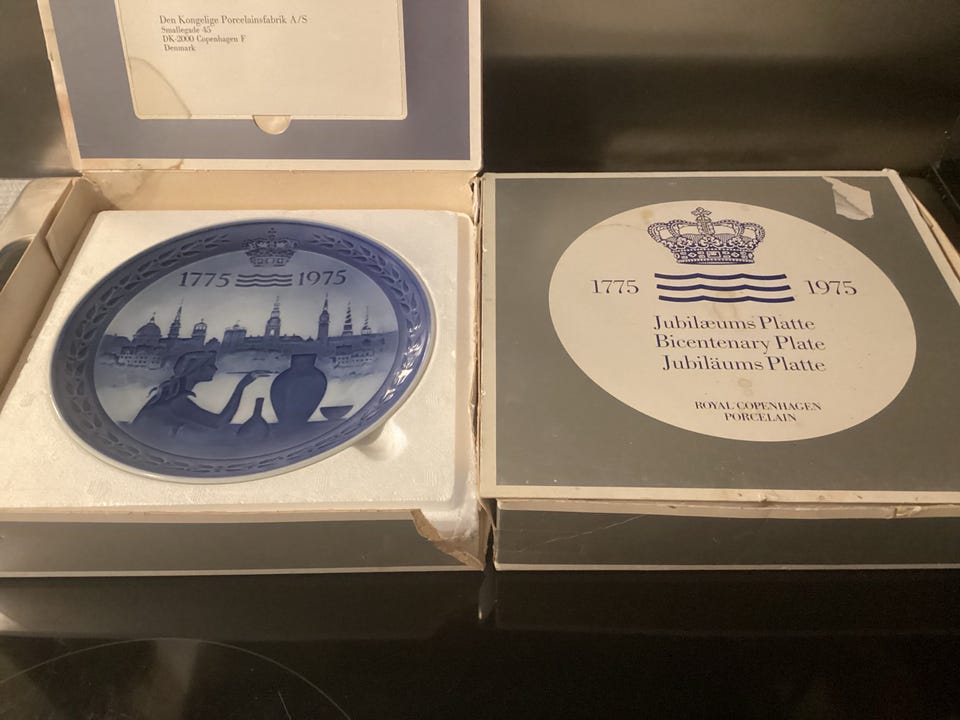 Den Kongelige Porcelainsfabrik A/S
Smallegade 45
DK-2000 Copenhagen F
Denmark
1775 1975
1775 1975
Jubilæums Platte
Bicentenary Plate
Jubiläums Platte
ROYAL COPENHAGEN
PORCELAIN